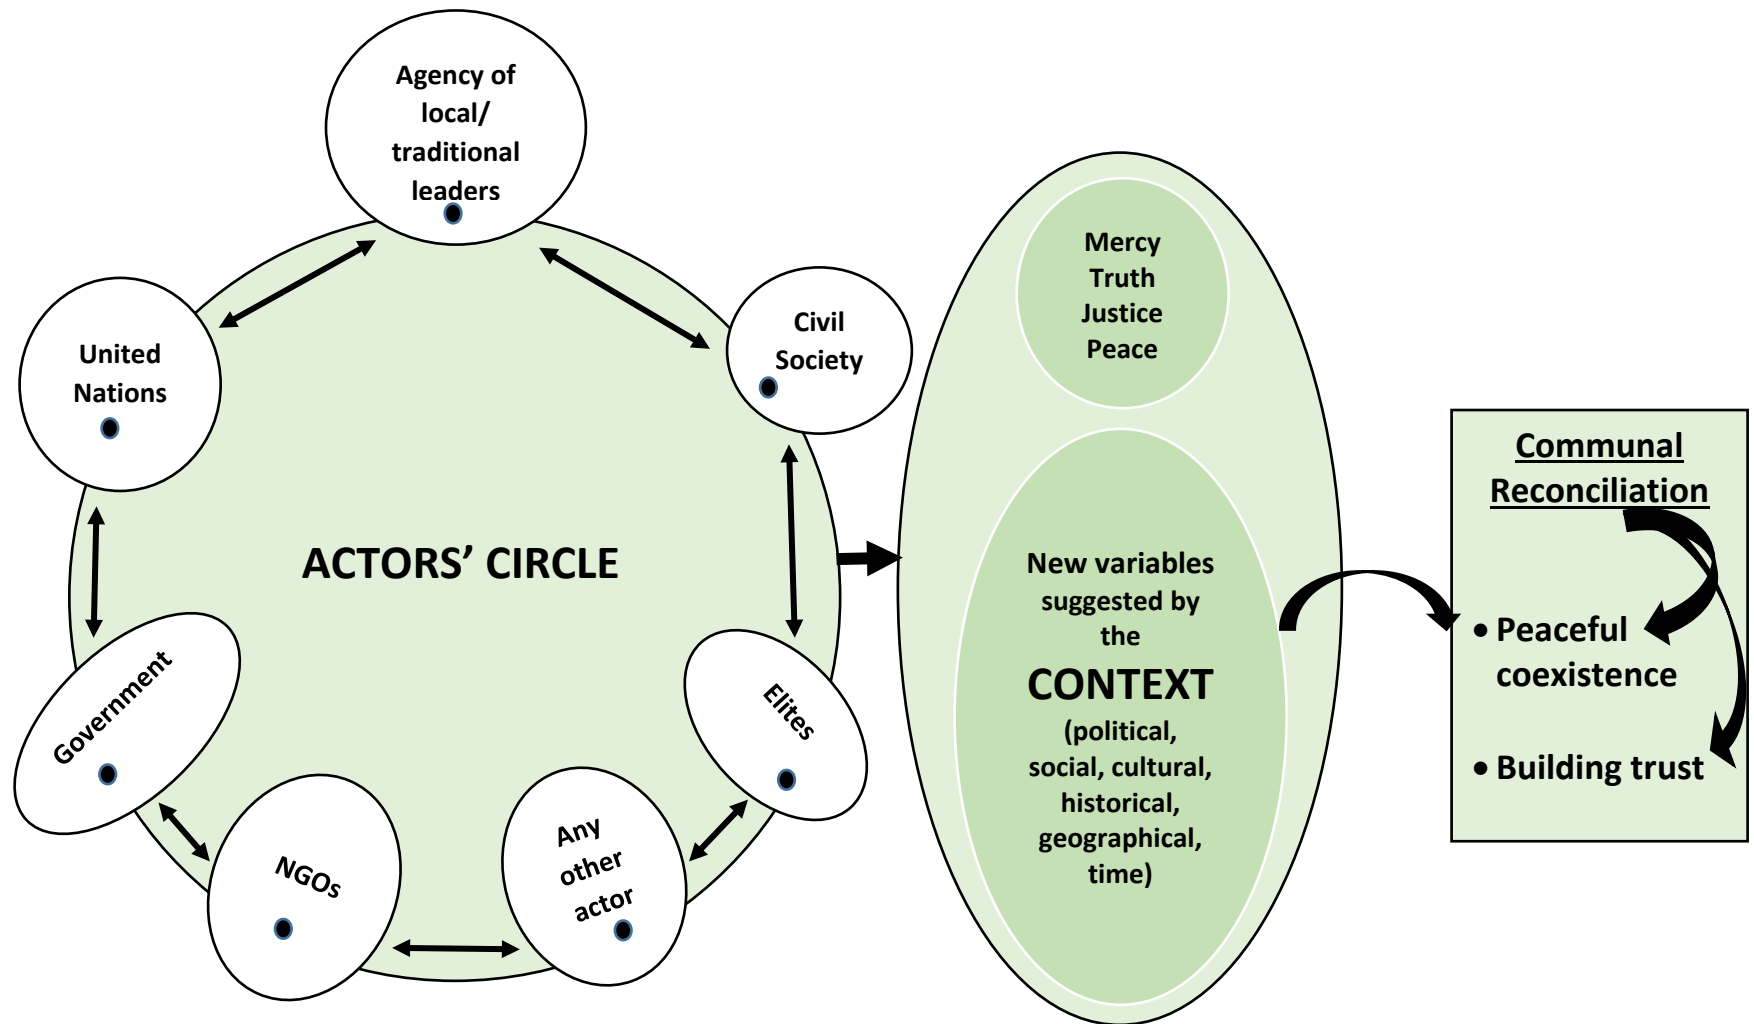 Agency of
local/
traditional
leaders
United
Nations
Civil
Society
ACTORS’ CIRCLE
Government
Elites
NGOs
Any
other
actor
Mercy
Truth
Justice
Peace
New variables
suggested by
the
CONTEXT
(political,
social, cultural,
historical,
geographical,
time)
Communal
Reconciliation
• Peaceful
coexistence
• Building trust